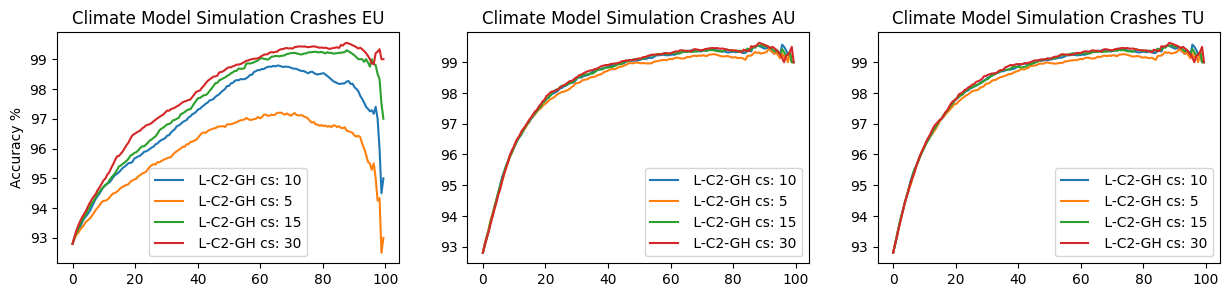 Climate Model Simulation Crashes EU
Accuracy %
99
98
97
96
95
94
93
0 20 40 60 80 100
L-C2-GH cs: 10
L-C2-GH cs: 5
L-C2-GH cs: 15
L-C2-GH cs: 30
Climate Model Simulation Crashes AU
99
98
97
96
95
94
93
0 20 40 60 80 100
L-C2-GH cs: 10
L-C2-GH cs: 5
L-C2-GH cs: 15
L-C2-GH cs: 30
Climate Model Simulation Crashes TU
99
98
97
96
95
94
93
0 20 40 60 80 100
L-C2-GH cs: 10
L-C2-GH cs: 5
L-C2-GH cs: 15
L-C2-GH cs: 30